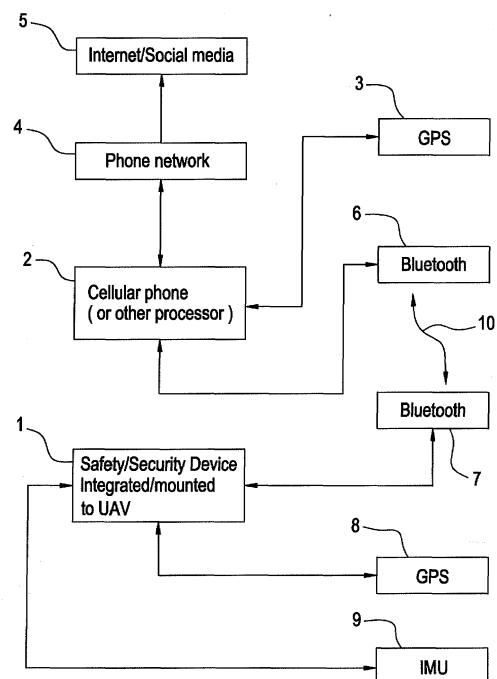 5
Internet/Social media
3
GPS
4
Phone network
6
Bluetooth
2
Cellular phone
( or other processor )
10
Bluetooth
7
1
Safety/Security Device
Integrated/mounted
to UAV
8
GPS
9
IMU